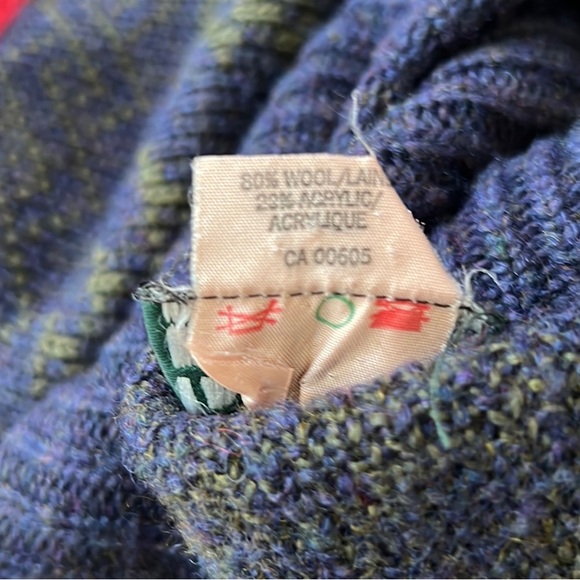 80% WOOL/LAIN
20% ACRYLIC/
ACRYLIQUE
CA 00605